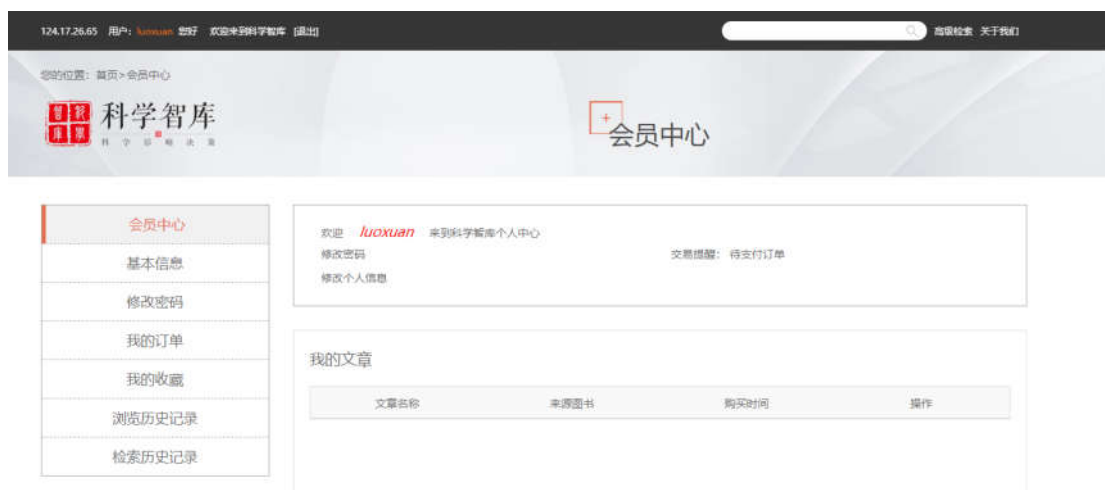 124.17.26.65 用户：luoxuan 您好 欢迎来到科学智库 [退出] 高级检索 关于我们
您的位置：首页>会员中心
科学智库
+
会员中心
会员中心
基本信息
修改密码
我的订单
我的收藏
浏览历史记录
检索历史记录
欢迎 luoxuan 来到科学智库个人中心
修改密码 交易提醒：待支付订单
修改个人信息
我的文章
文章名称 来源图书 购买时间 操作